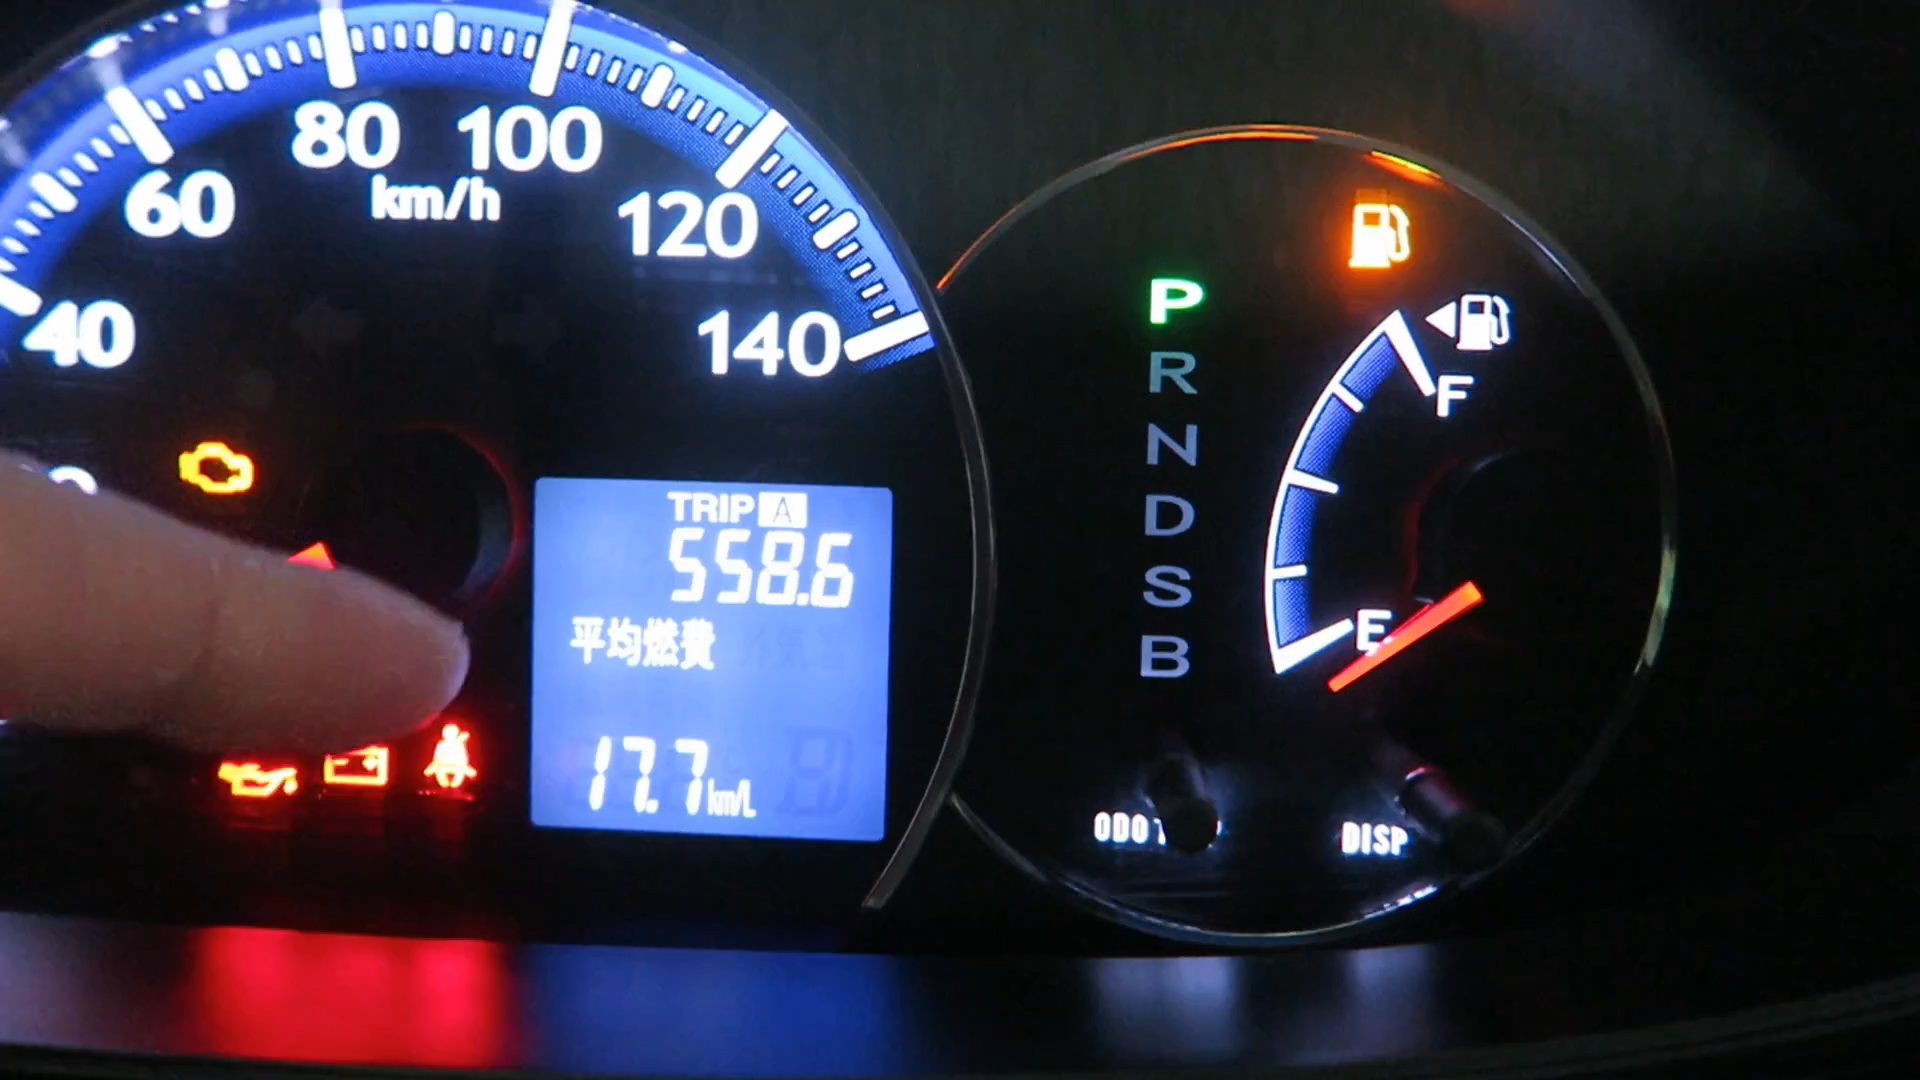 80
100
60
km/h
120
40
140
P
R
N
D
S
B
F
E
TRIP A
558.6
平均燃費
17.7km/L
ODO
DISP